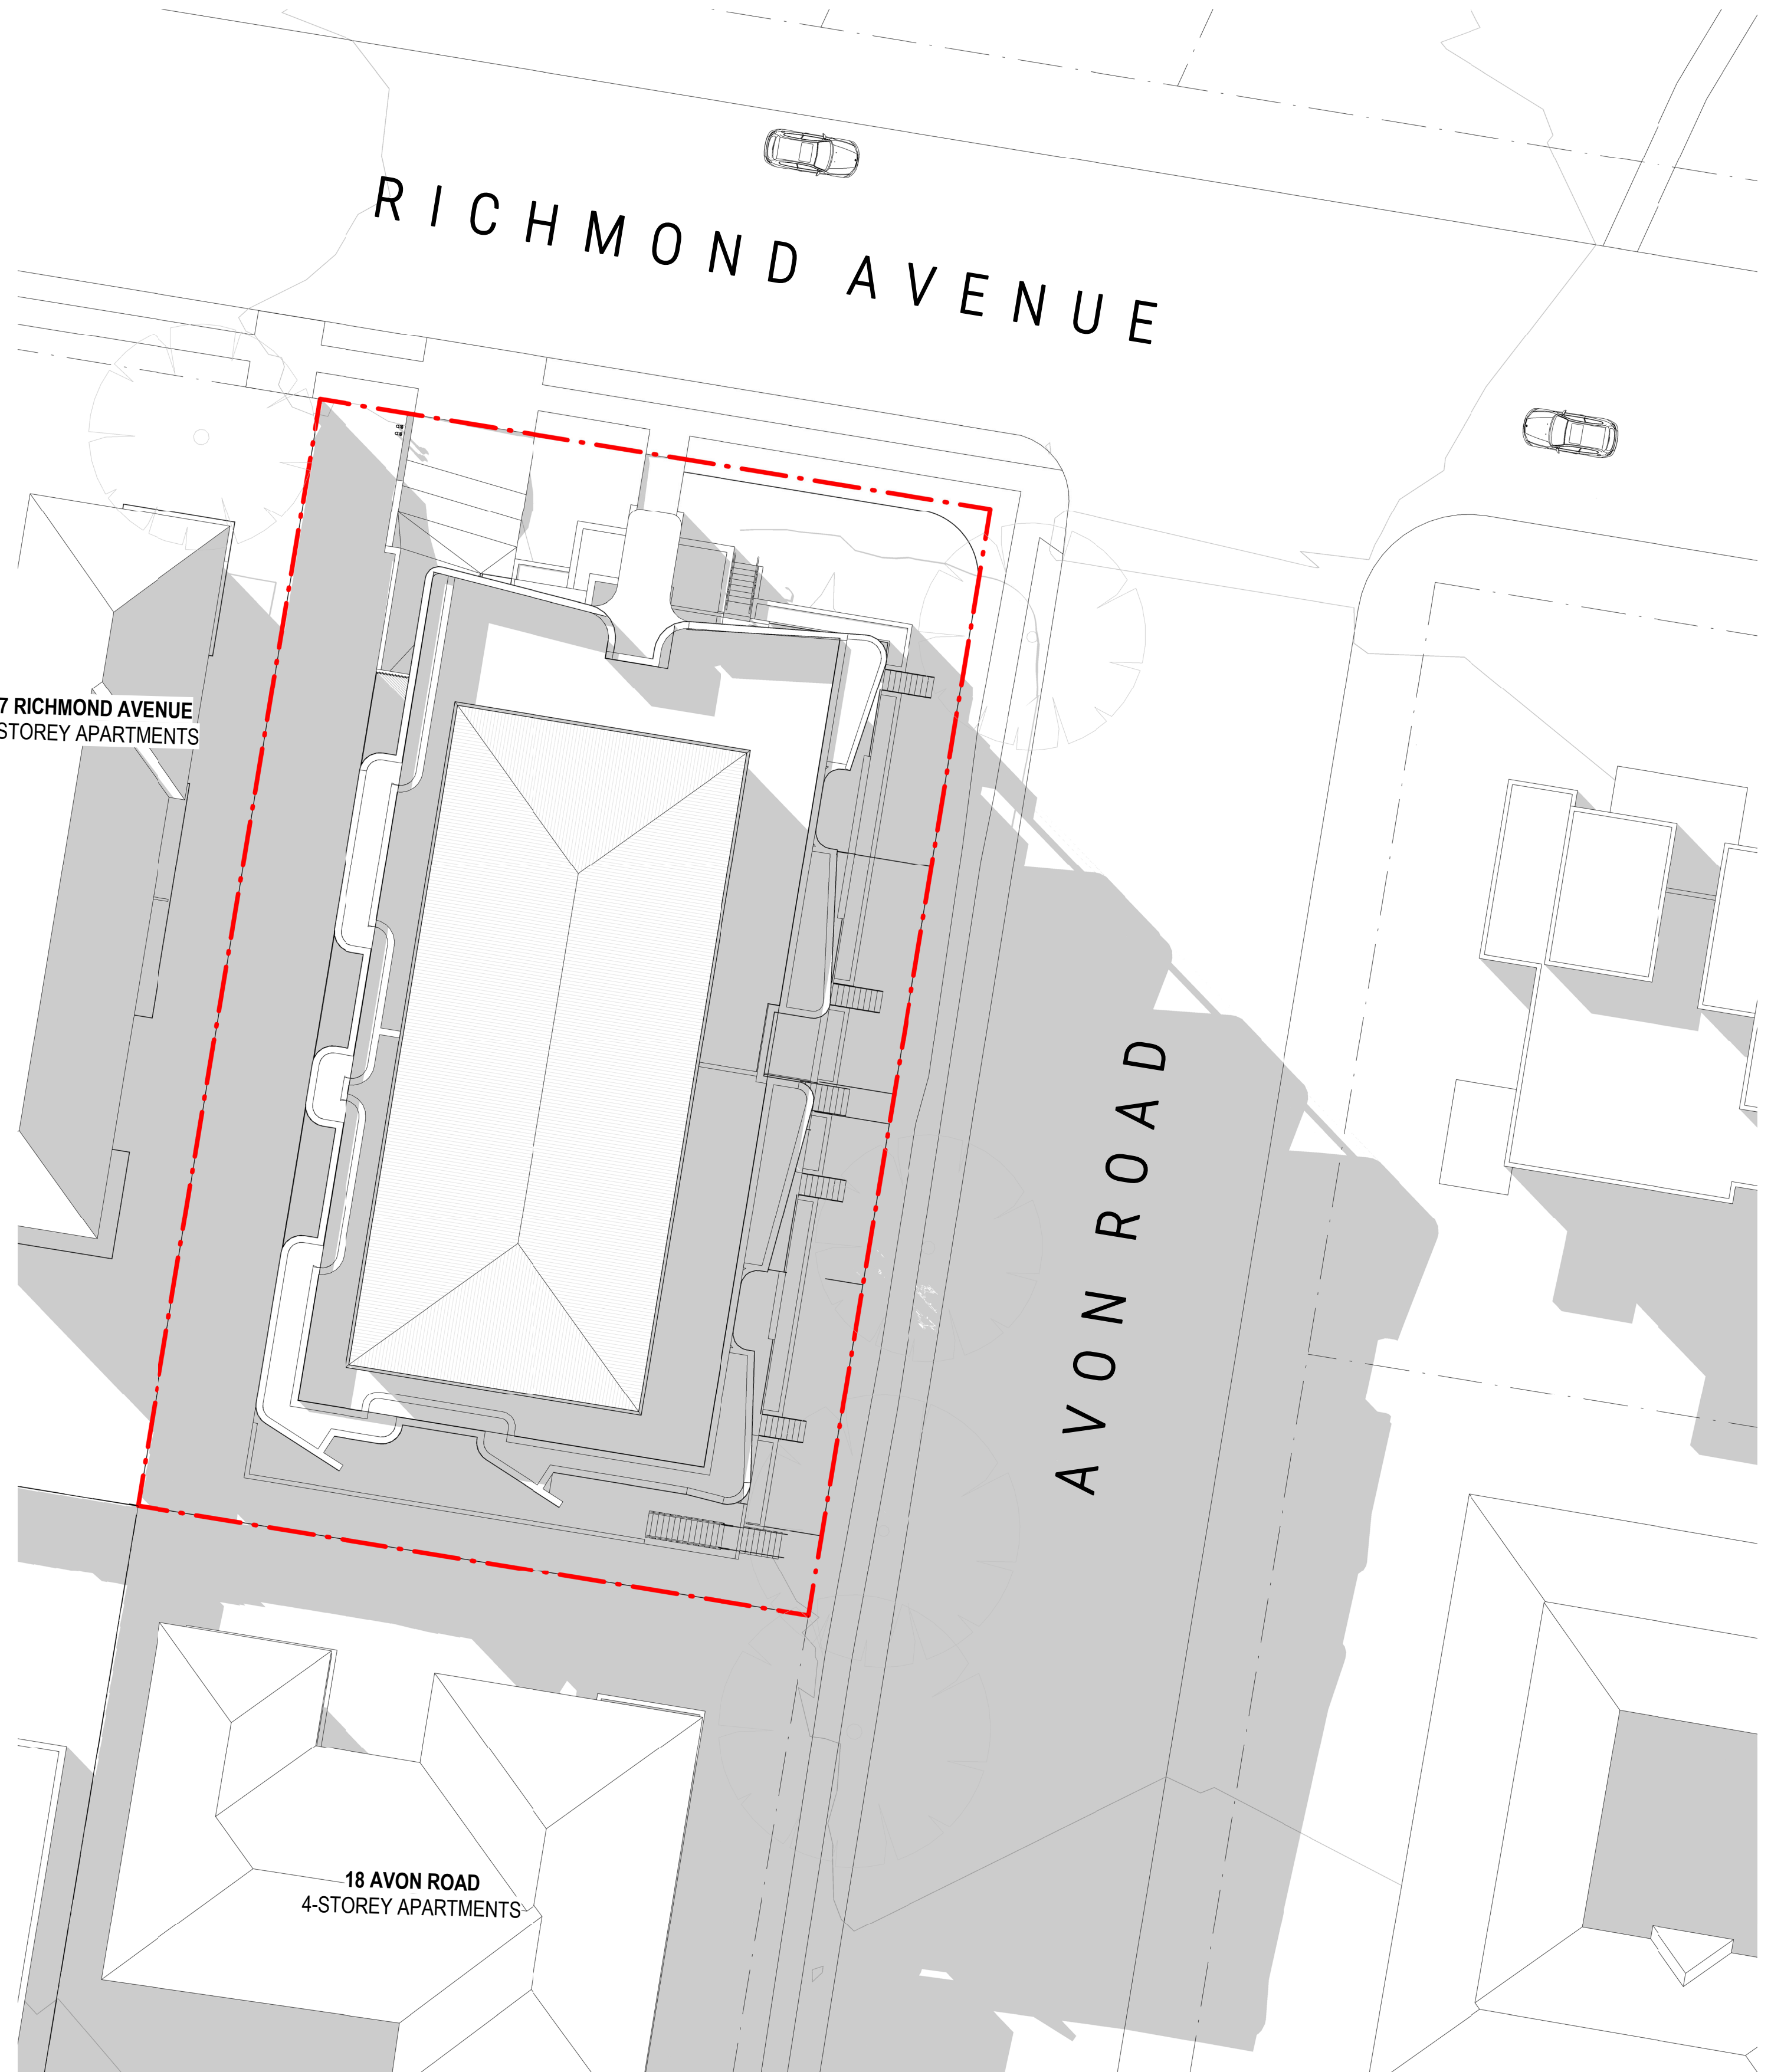 RICHMOND AVENUE
7 RICHMOND AVENUE
STOREY APARTMENTS
AVON ROAD
18 AVON ROAD
4-STOREY APARTMENTS